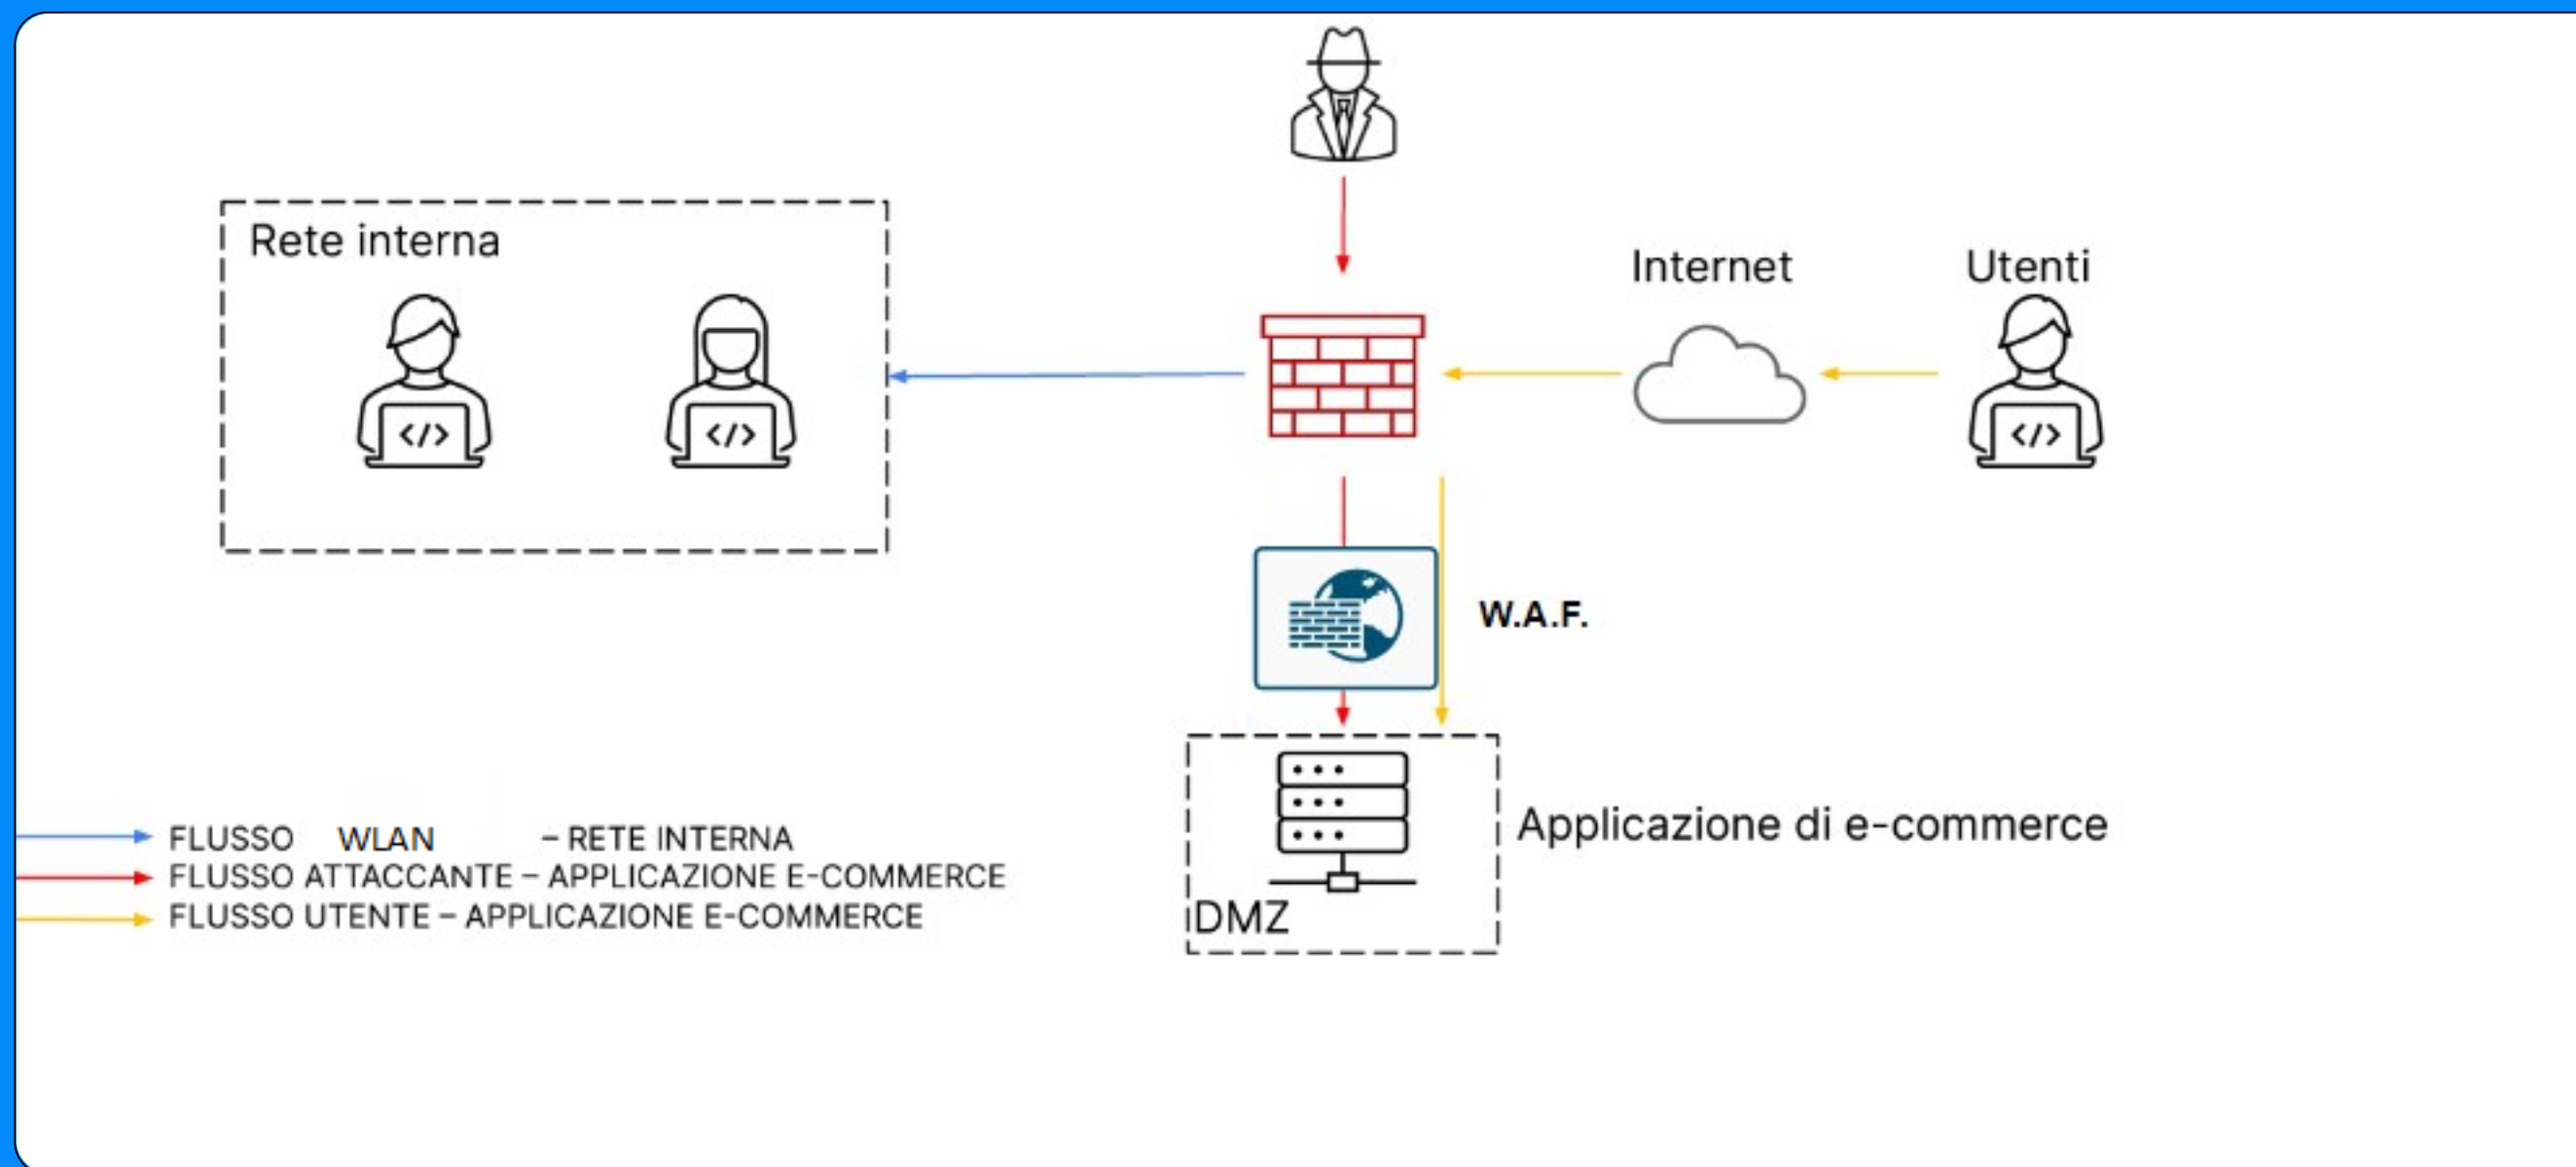 Rete interna
</>
</>
Internet
Utenti
</>
W.A.F.
Applicazione di e-commerce
DMZ
FLUSSO WLAN – RETE INTERNA
FLUSSO ATTACCANTE – APPLICAZIONE E-COMMERCE
FLUSSO UTENTE – APPLICAZIONE E-COMMERCE